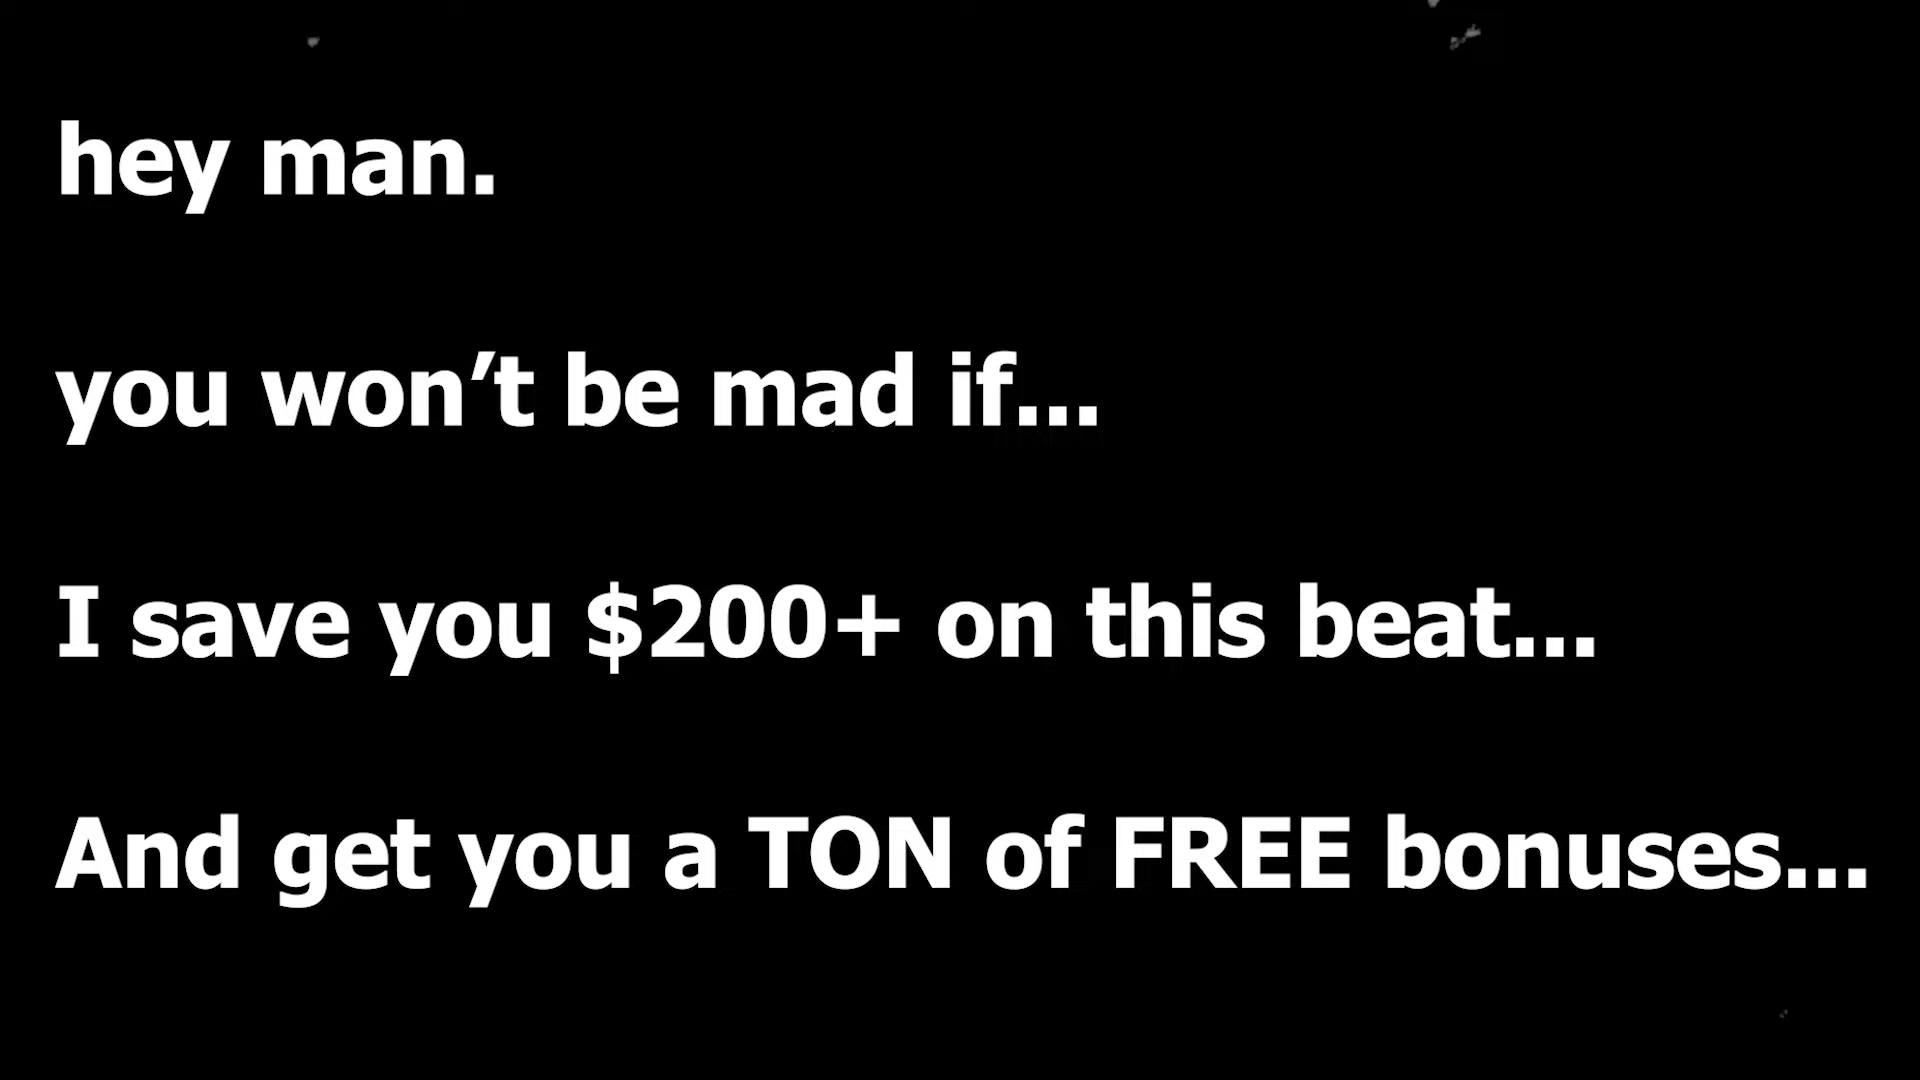 hey man.
you won’t be mad if...
I save you $200+ on this beat...
And get you a TON of FREE bonuses...